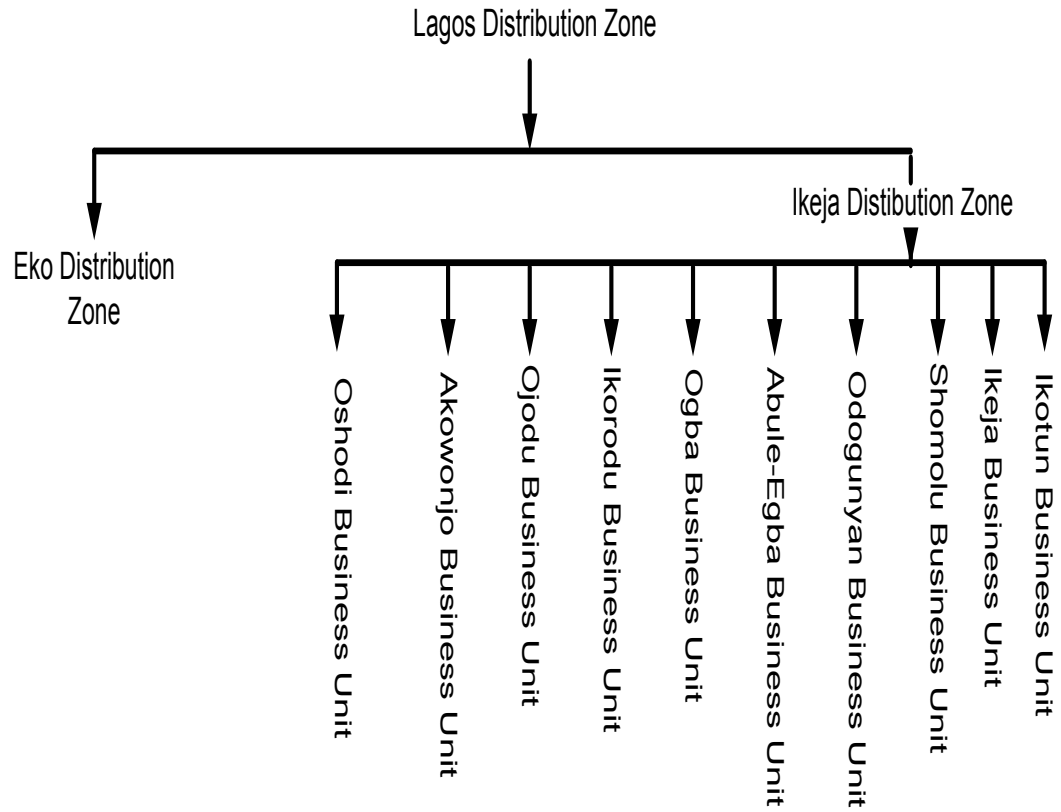 Lagos Distribution Zone
Ikeja Distibution Zone
Eko Distribution
Zone
Oshodi Business Unit
Akowonjo Business Unit
Ojodu Business Unit
Ikorodu Business Unit
Ogba Business Unit
Abule-Egba Business Unit
Odogunyan Business Unit
Shomolu Business Unit
Ikeja Business Unit
Ikotun Business Unit